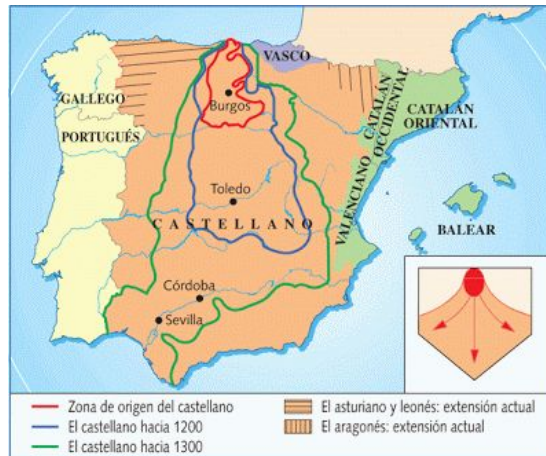 VASCO
GALLEGO
Burgos
CATALÁN
OCCIDENTAL
CATALÁN
ORIENTAL
PORTUGUÉS
VALENCIANO
Toledo
CASTELLANO
BALEAR
Córdoba
Sevilla
Zona de origen del castellano
El castellano hacia 1200
El castellano hacia 1300
El asturiano y leonés: extensión actual
El aragonés: extensión actual